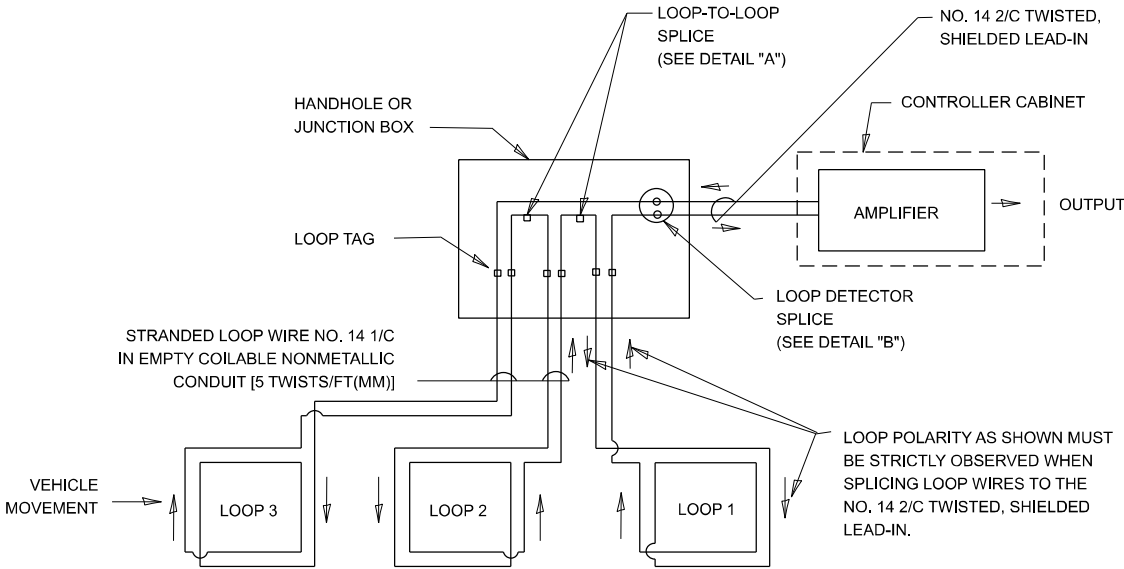 LOOP-TO-LOOP
SPLICE
(SEE DETAIL "A")
NO. 14 2/C TWISTED,
SHIELDED LEAD-IN
HANDHOLE OR
JUNCTION BOX
CONTROLLER CABINET
AMPLIFIER
OUTPUT
LOOP TAG
LOOP DETECTOR
SPLICE
(SEE DETAIL "B")
STRANDED LOOP WIRE NO. 14 1/C
IN EMPTY COILABLE NONMETALLIC
CONDUIT [5 TWISTS/FT(MM)]
LOOP POLARITY AS SHOWN MUST
BE STRICTLY OBSERVED WHEN
SPLICING LOOP WIRES TO THE
NO. 14 2/C TWISTED, SHIELDED
LEAD-IN.
VEHICLE
MOVEMENT
LOOP 3
LOOP 2
LOOP 1